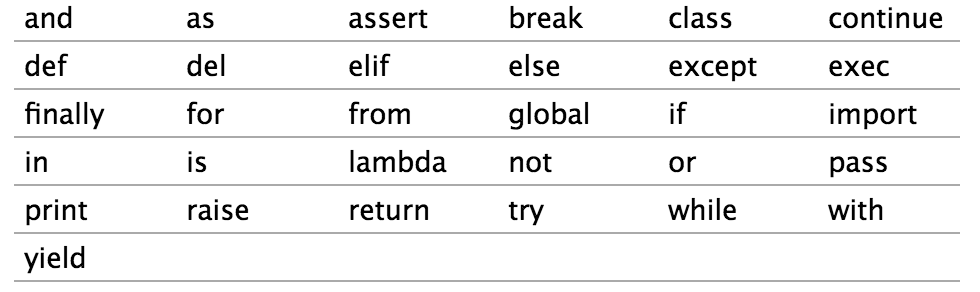 and as assert break class continue
def del elif else except exec
finally for from global if import
in is lambda not or pass
print raise return try while with
yield